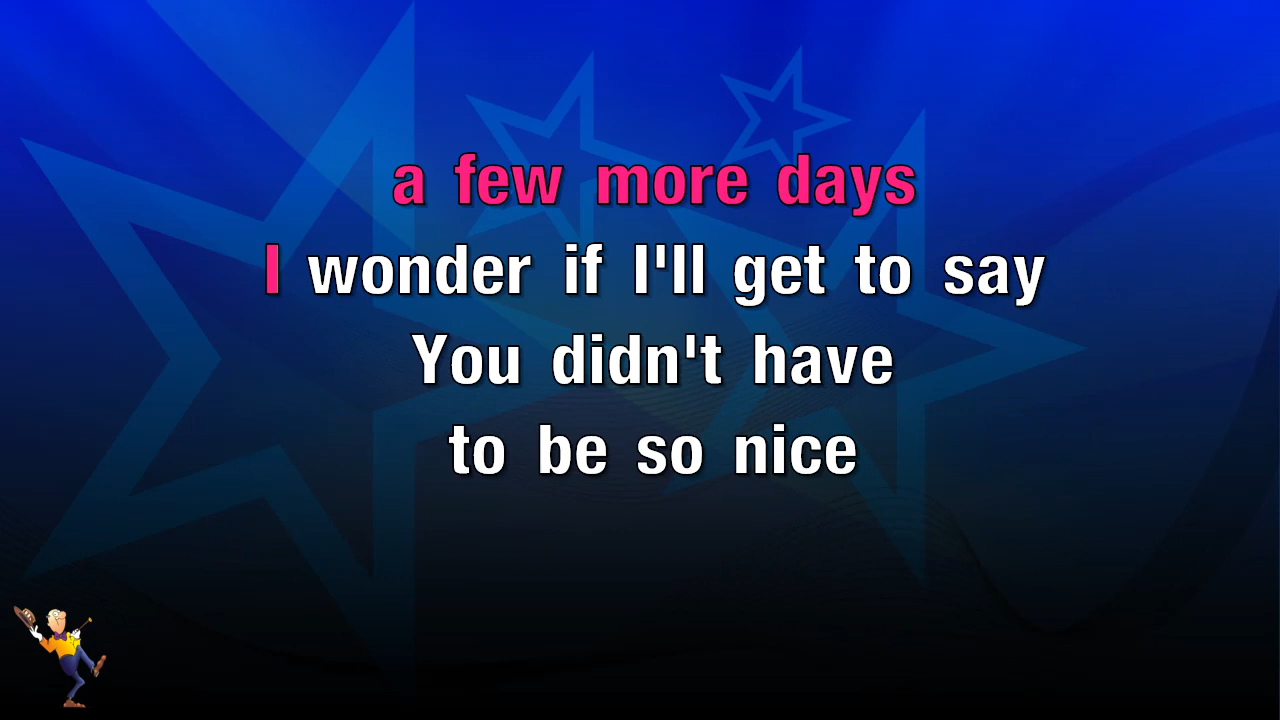 a few more days
I wonder if I'll get to say
You didn't have
to be so nice